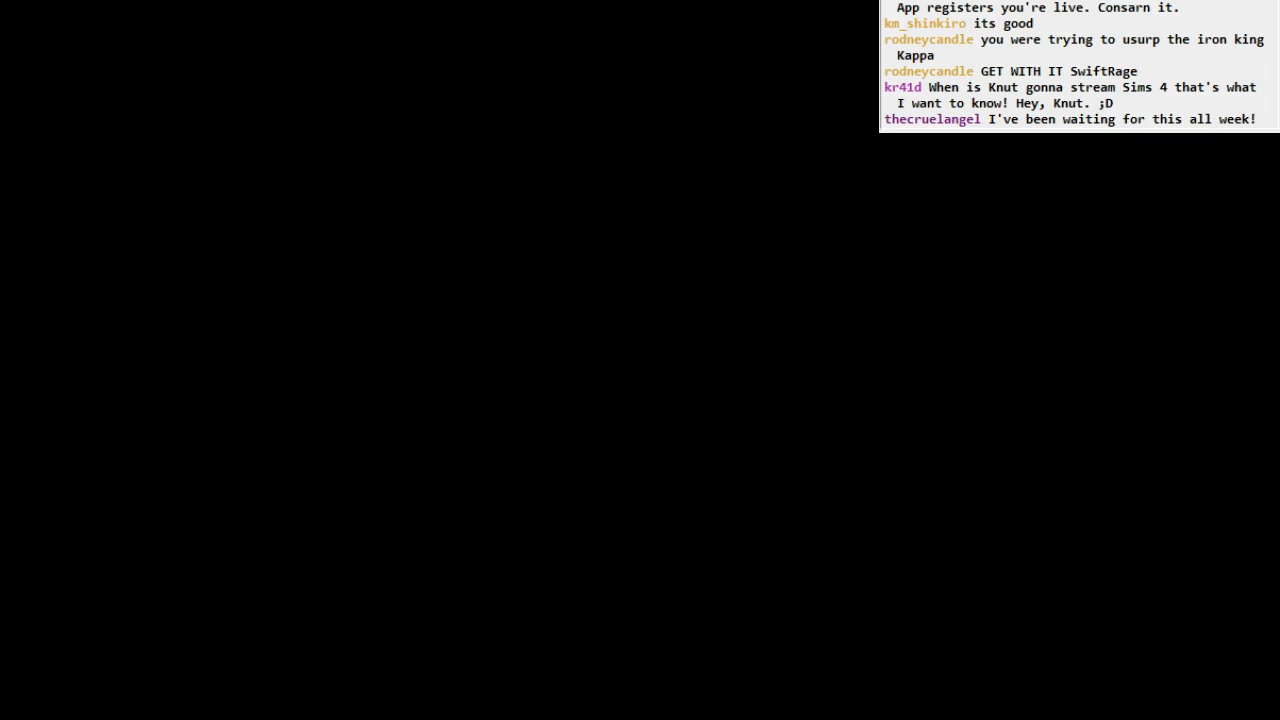 App registers you're live. Consarn it.
km_shinkiro its good
rodneycandle you were trying to usurp the iron king
Kappa
rodneycandle GET WITH IT SwiftRage
kr41d When is Knut gonna stream Sims 4 that's what
I want to know! Hey, Knut. ;D
thecruelangel I've been waiting for this all week!